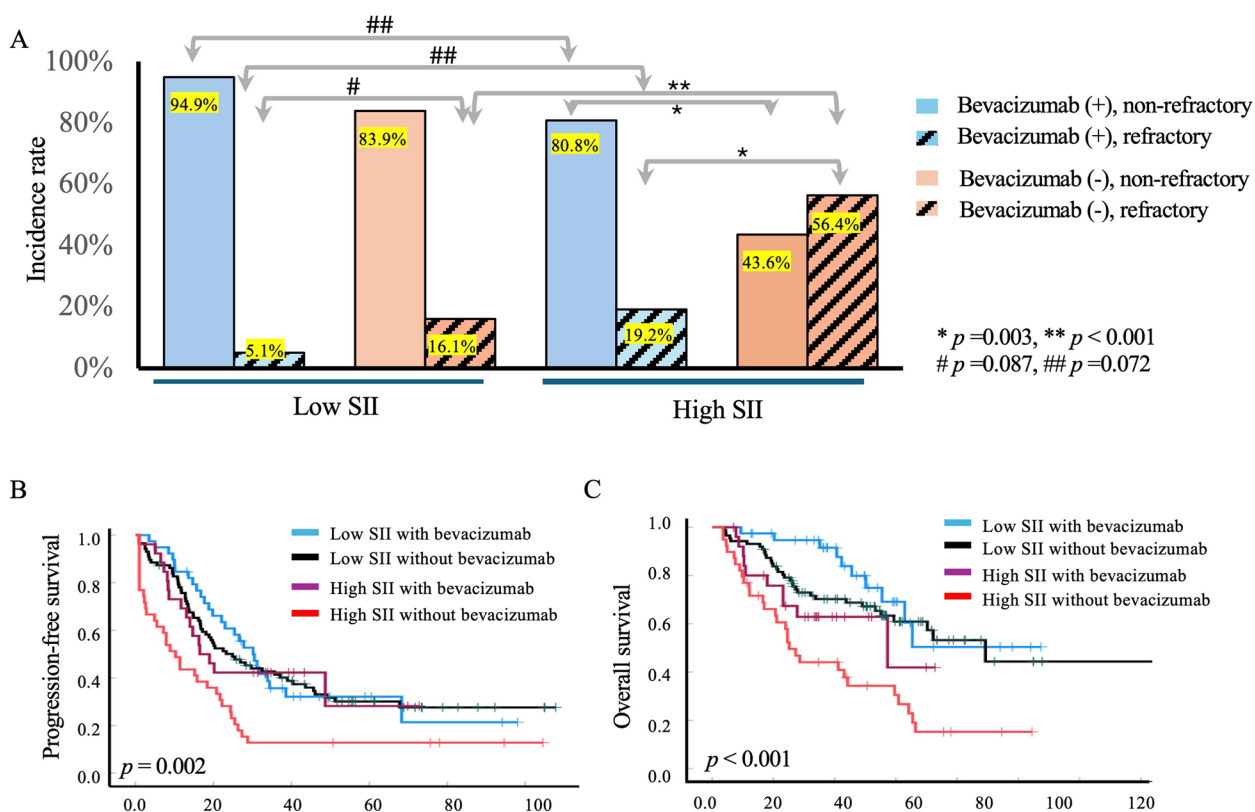 A
##
##
#
**
*
*
100%
80%
60%
40%
20%
0%
Incidence rate
94.9%
5.1%
83.9%
16.1%
80.8%
19.2%
43.6%
56.4%
Low SII
High SII
Bevacizumab (+), non-refractory
Bevacizumab (+), refractory
Bevacizumab (-), non-refractory
Bevacizumab (-), refractory
* p =0.003, ** p < 0.001
# p =0.087, ## p =0.072
B
Progression-free survival
1.0
0.8
0.6
0.4
0.2
0.0
0.0 20 40 60 80 100
Low SII with bevacizumab
Low SII without bevacizumab
High SII with bevacizumab
High SII without bevacizumab
p = 0.002
C
Overall survival
1.0
0.8
0.6
0.4
0.2
0.0
0.0 20 40 60 80 100 120
Low SII with bevacizumab
Low SII without bevacizumab
High SII with bevacizumab
High SII without bevacizumab
p < 0.001